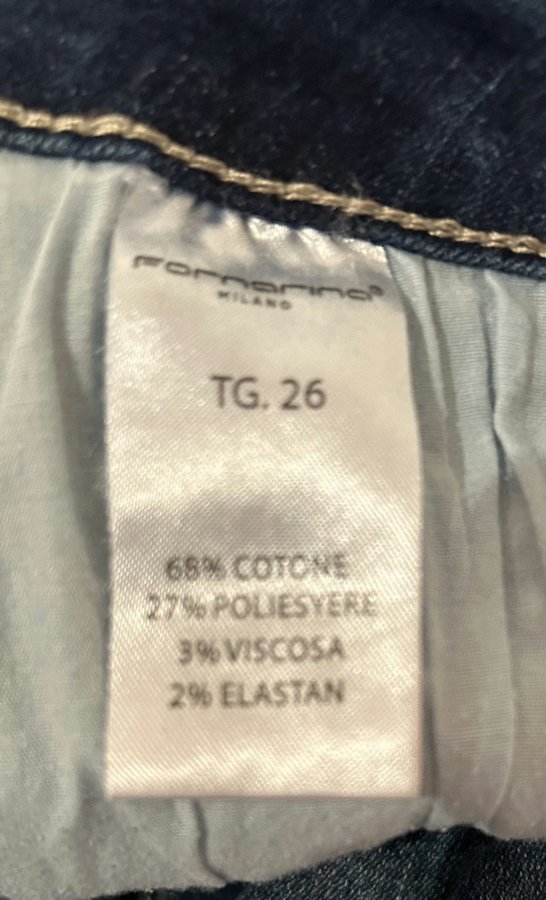 Fornarina®
MILANO
TG. 26
68% COTONE
27% POLIESYERE
3% VISCOSA
2% ELASTAN